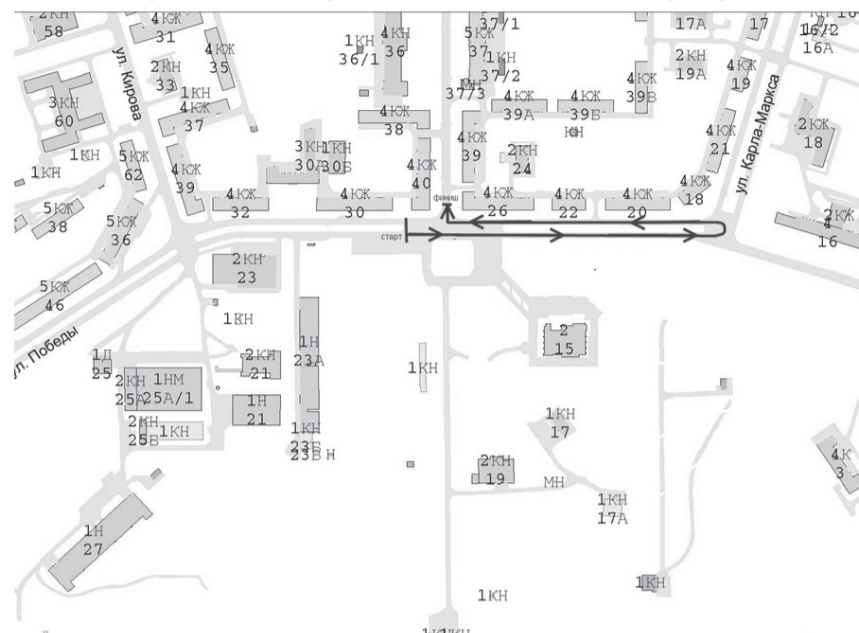 2КН
58
4КЖ
31
4КЖ
35
1КН
36/1
4КН
36
37/1
5КЖ
37
1КН
37/2
37/3
17А
17
16/2
16А
2КН
19А
4КЖ
19
ул. Кирова
2КН
33
1КН
4КЖ
37
3КН
60
4КЖ
38
4КЖ
39А
4КЖ
39Б
4КЖ
39В
КН
4КЖ
21
ул. Карла-Маркса
2КЖ
18
1КН
1КН
5КЖ
62
4КЖ
39
3КН
30А
1КН
30Б
4КЖ
40
4КЖ
39
2КН
24
5КЖ
38
5КЖ
36
4КЖ
32
4КЖ
30
финиш
4КЖ
26
4КЖ
22
4КЖ
20
4КЖ
18
2КЖ
4КЖ
16
старт
5КЖ
46
2КН
23
1КН
ул. Победы
1Н
23А
2
15
25
2КН
25А
1НМ
25А/1
2КН
21
1КН
1Н
21
2КН
25В
1КН
1КН
23Б
23В Н
1КН
17
2КН
19
МН
1КН
17А
4К
3
1Н
27
1КН
1КН